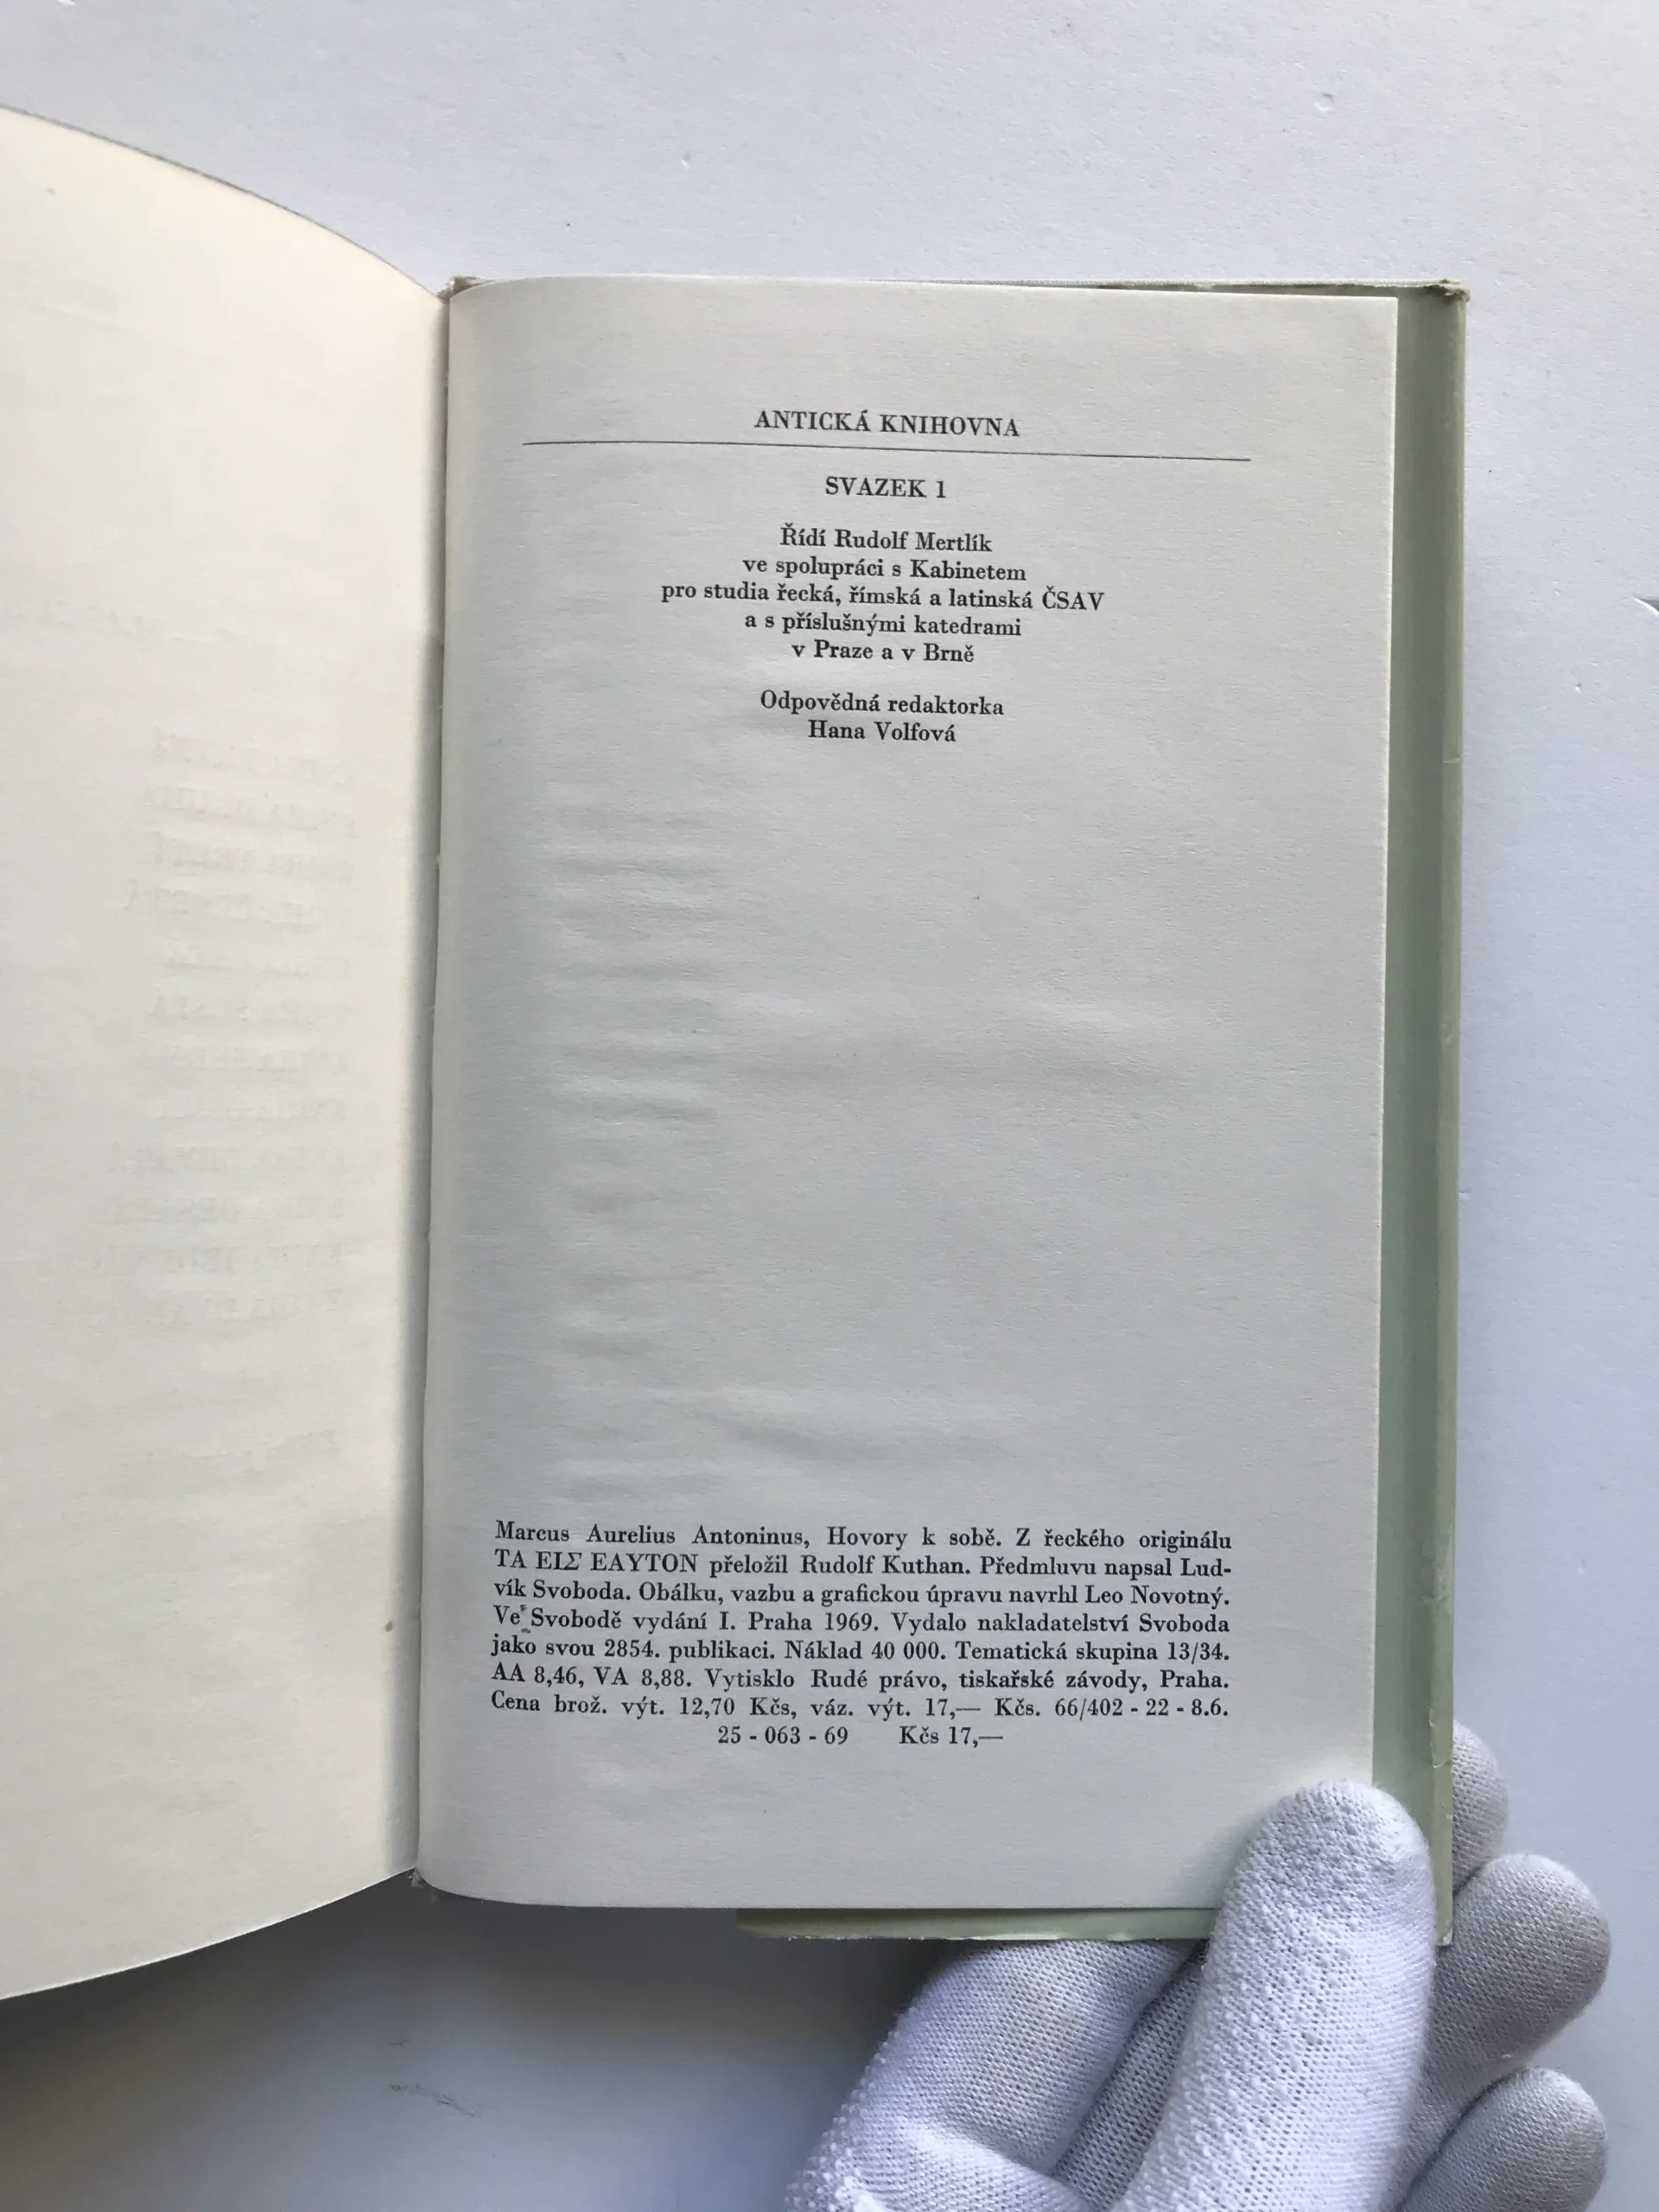 ANTICKÁ KNIHOVNA
SVAZEK 1
Řídí Rudolf Mertlík
ve spolupráci s Kabinetem
pro studia řecká, římská a latinská ČSAV
a s příslušnými katedrami
v Praze a v Brně
Odpovědná redaktorka
Hana Volfová
Marcus Aurelius Antoninus, Hovory k sobě. Z řeckého originálu
ΤΑ ΕΙΣ ΕΑΥΤΟΝ přeložil Rudolf Kuthan. Předmluvu napsal Lud-
vík Svoboda. Obálku, vazbu a grafickou úpravu navrhl Leo Novotný.
Ve Svobodě vydání I. Praha 1969. Vydalo nakladatelství Svoboda
jako svou 2854. publikaci. Náklad 40 000. Tematická skupina 13/34.
AA 8,46, VA 8,88. Vytisklo Rudé právo, tiskařské závody, Praha.
Cena brož. výt. 12,70 Kčs, váz. výt. 17,— Kčs. 66/402 - 22 - 8.6.
25 - 063 - 69 Kčs 17,—